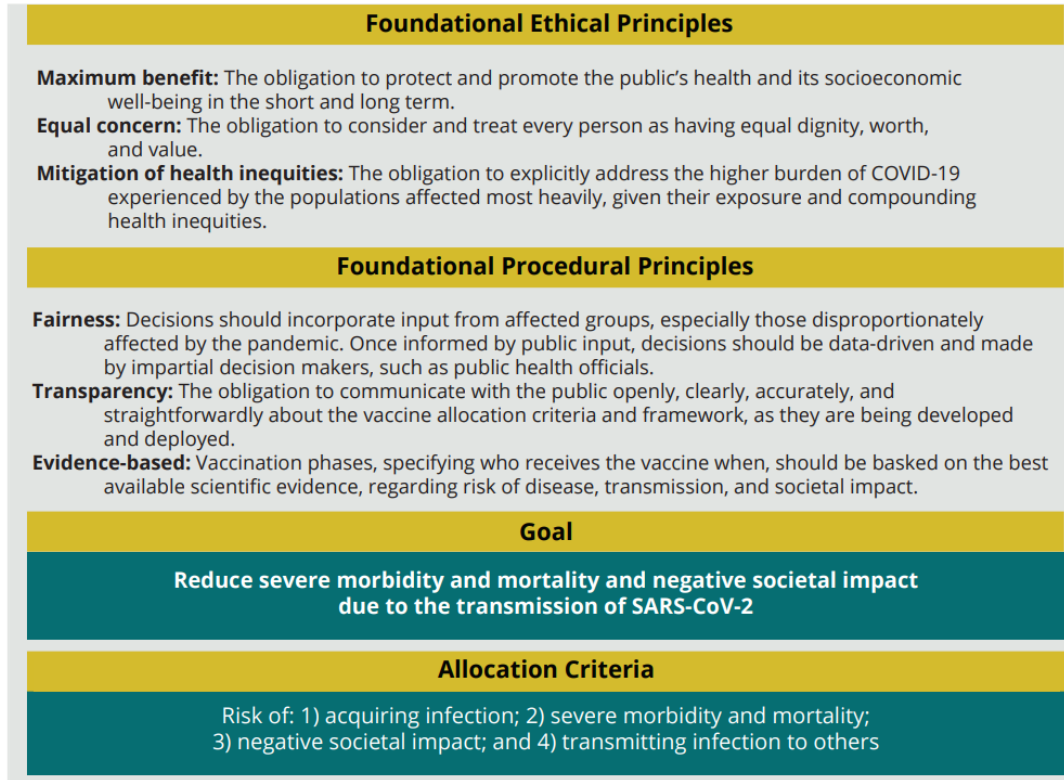 Foundational Ethical Principles
Maximum benefit: The obligation to protect and promote the public's health and its socioeconomic
well-being in the short and long term.
Equal concern: The obligation to consider and treat every person as having equal dignity, worth,
and value.
Mitigation of health inequities: The obligation to explicitly address the higher burden of COVID-19
experienced by the populations affected most heavily, given their exposure and compounding
health inequities.
Foundational Procedural Principles
Fairness: Decisions should incorporate input from affected groups, especially those disproportionately
affected by the pandemic. Once informed by public input, decisions should be data-driven and made
by impartial decision makers, such as public health officials.
Transparency: The obligation to communicate with the public openly, clearly, accurately, and
straightforwardly about the vaccine allocation criteria and framework, as they are being developed
and deployed.
Evidence-based: Vaccination phases, specifying who receives the vaccine when, should be basked on the best
available scientific evidence, regarding risk of disease, transmission, and societal impact.
Goal
Reduce severe morbidity and mortality and negative societal impact
due to the transmission of SARS-CoV-2
Allocation Criteria
Risk of: 1) acquiring infection; 2) severe morbidity and mortality;
3) negative societal impact; and 4) transmitting infection to others